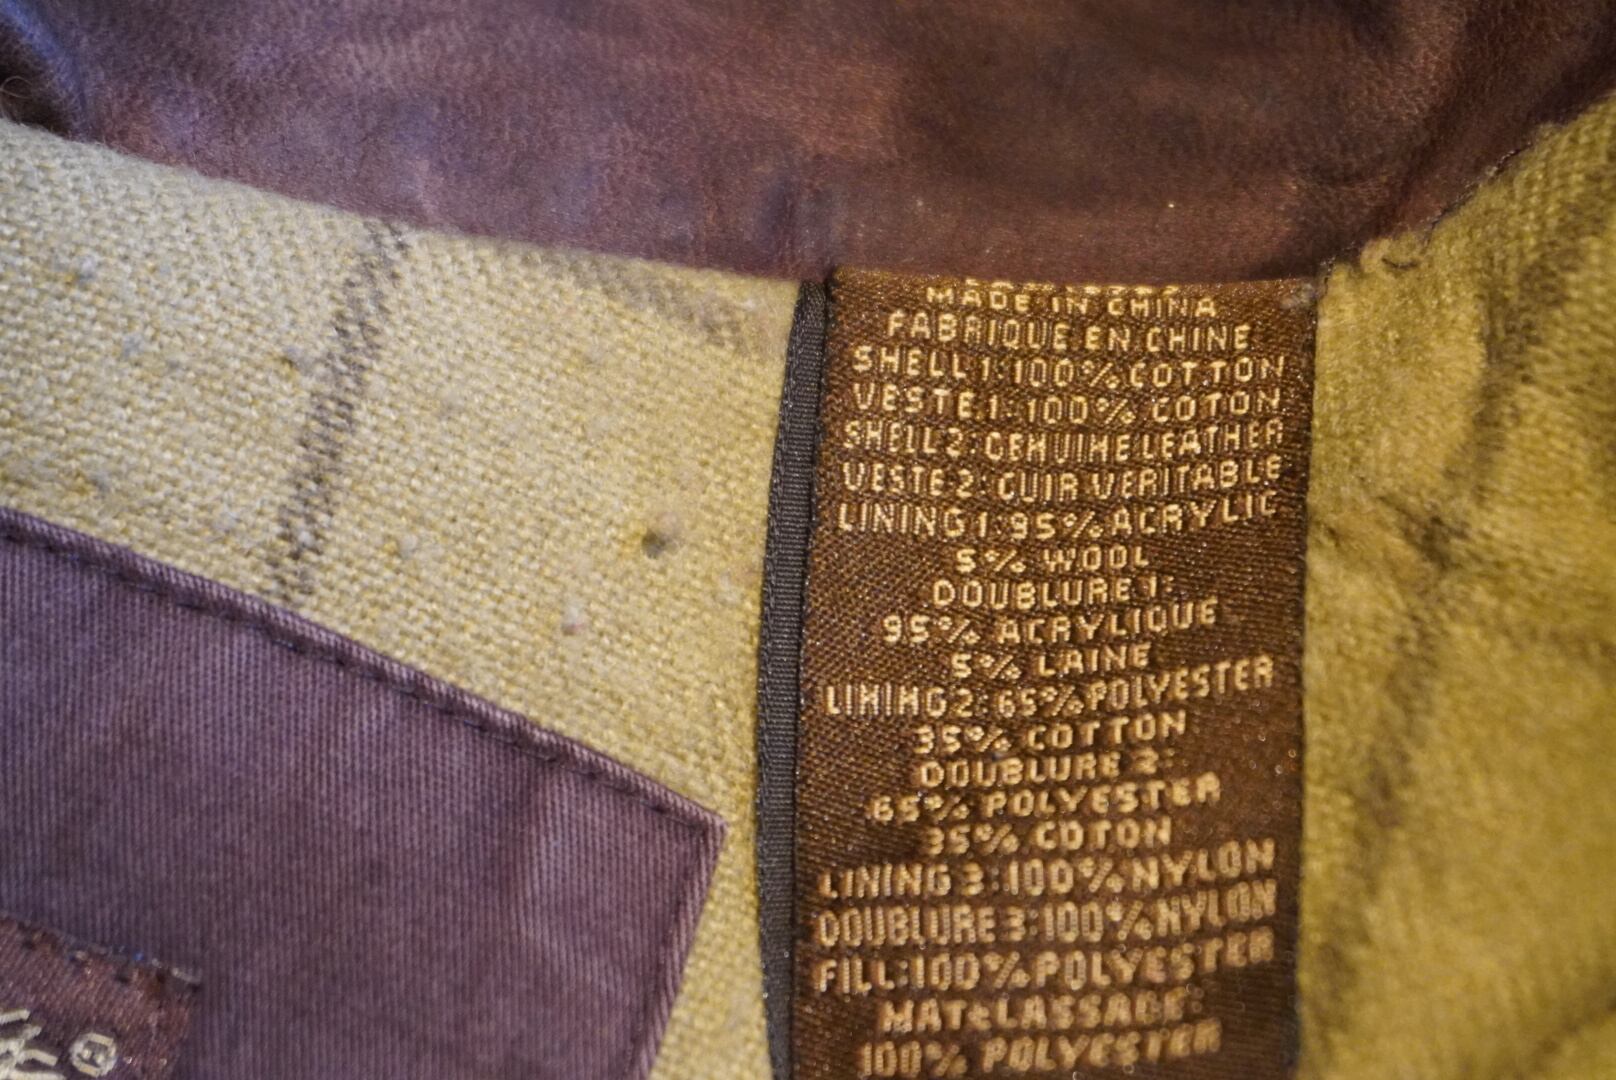 MADE IN CHINA
FABRIQUE EN CHINE
SHELL 1: 100% COTTON
VESTE 1: 100% COTON
SHELL 2: GENUINE LEATHER
VESTE 2: CUIR VERITABLE
LINING 1: 95% ACRYLIC
5% WOOL
DOUBLURE 1:
95% ACRYLIQUE
5% LAINE
LINING 2: 65% POLYESTER
35% COTTON
DOUBLURE 2:
65% POLYESTER
35% COTON
LINING 3: 100% NYLON
DOUBLURE 3: 100% NYLON
FILL: 100% POLYESTER
MATELASSAGE:
100% POLYESTER